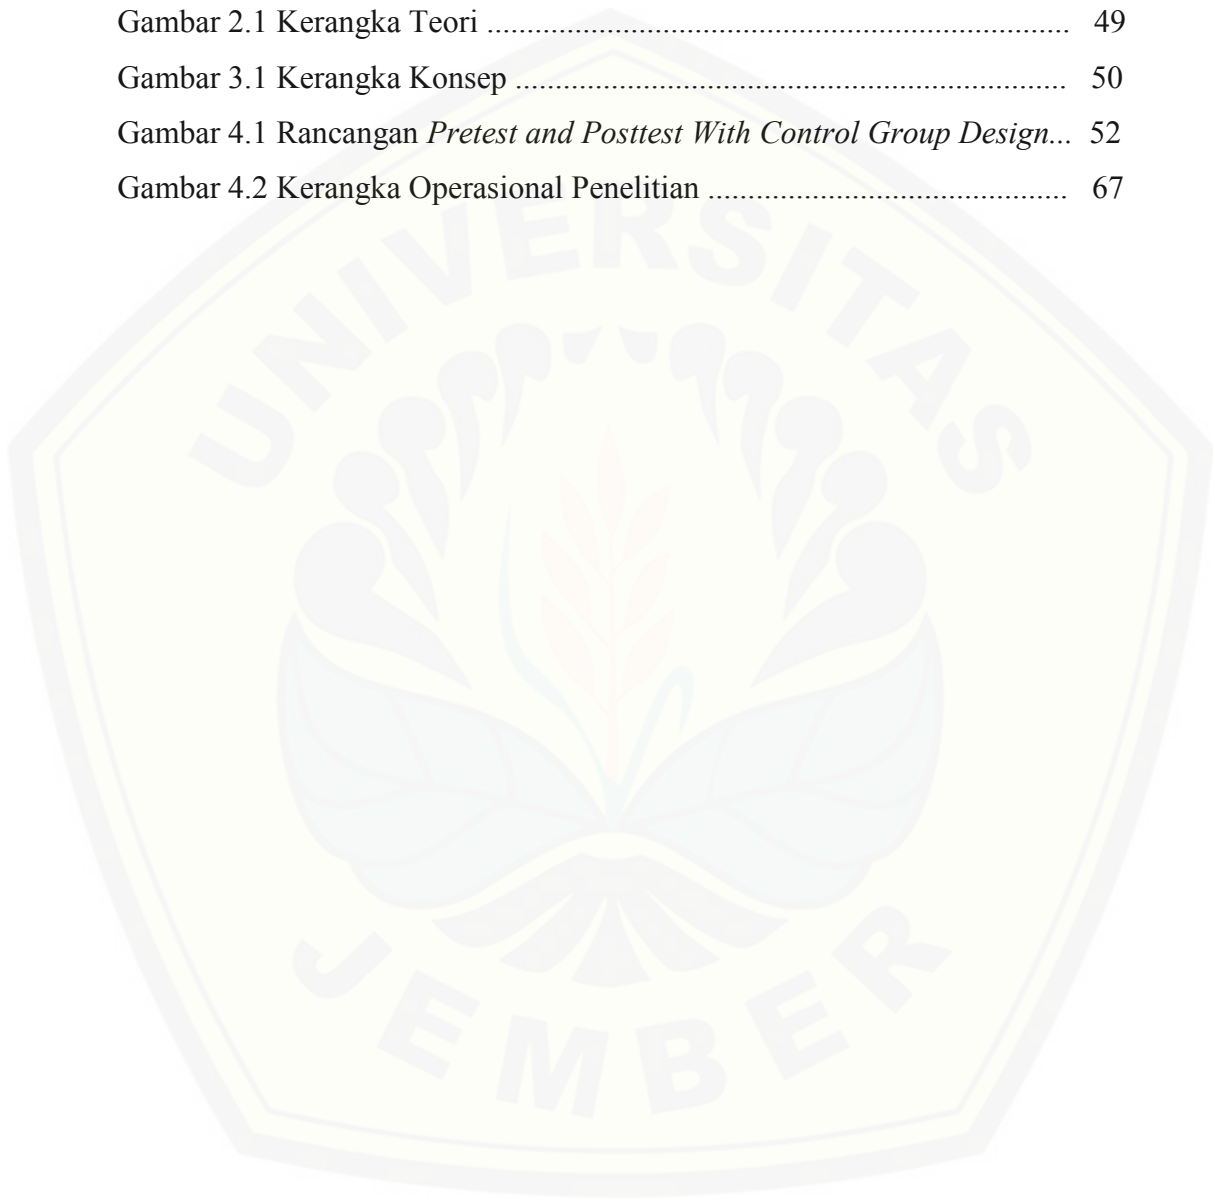 Gambar 2.1 Kerangka Teori ........................................................................... 49
Gambar 3.1 Kerangka Konsep ....................................................................... 50
Gambar 4.1 Rancangan Pretest and Posttest With Control Group Design... 52
Gambar 4.2 Kerangka Operasional Penelitian .............................................. 67
UNIVERSITAS
JEMBER